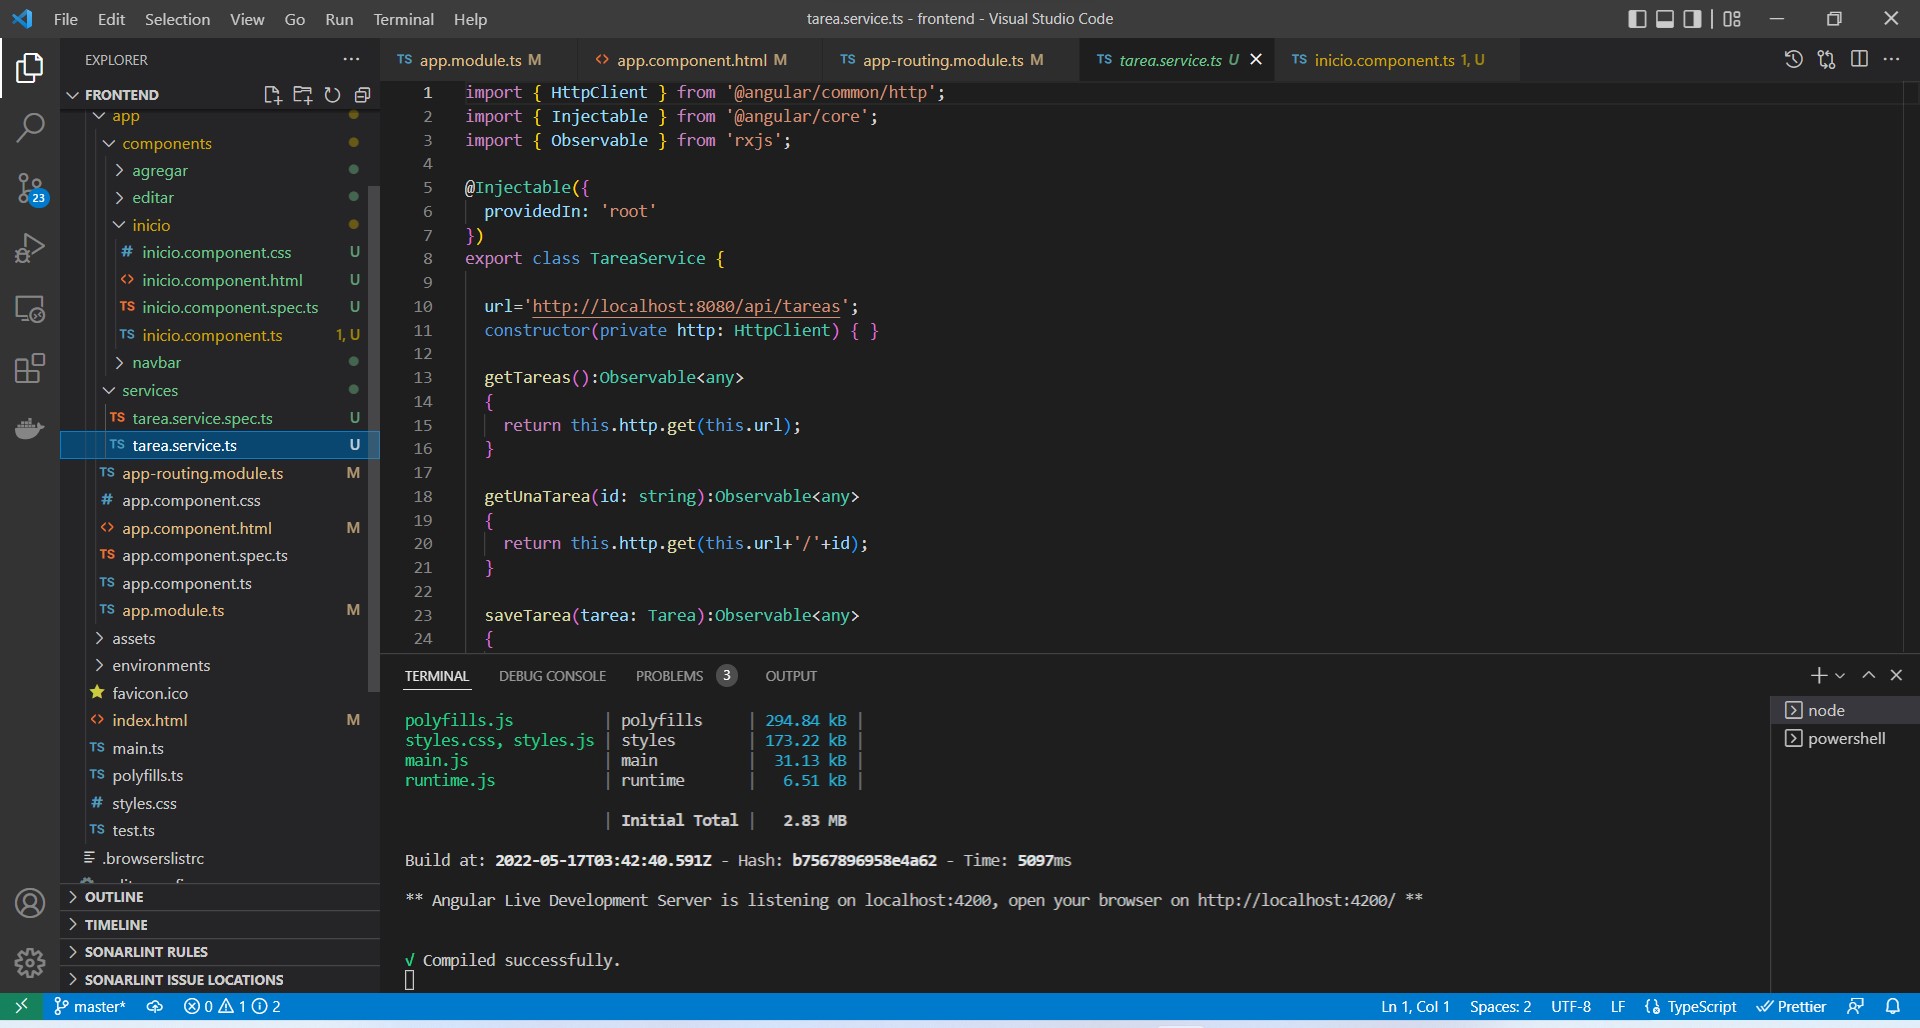 File Edit Selection View Go Run Terminal Help
tarea.service.ts - frontend - Visual Studio Code
EXPLORER
FRONTEND
app
components
agregar
editar
inicio
# inicio.component.css U
<> inicio.component.html U
TS inicio.component.spec.ts U
TS inicio.component.ts 1, U
navbar
services
TS tarea.service.spec.ts U
TS tarea.service.ts U
TS app-routing.module.ts M
# app.component.css
<> app.component.html M
TS app.component.spec.ts
TS app.component.ts
TS app.module.ts M
assets
environments
favicon.ico
<> index.html M
TS main.ts
TS polyfills.ts
# styles.css
TS test.ts
.browserslistrc
OUTLINE
TIMELINE
SONARLINT RULES
SONARLINT ISSUE LOCATIONS
23
TS app.module.ts M <> app.component.html M TS app-routing.module.ts M TS tarea.service.ts U TS inicio.component.ts 1, U
1 import { HttpClient } from '@angular/common/http';
2 import { Injectable } from '@angular/core';
3 import { Observable } from 'rxjs';
4
5 @Injectable({
6 providedIn: 'root'
7 })
8 export class TareaService {
9
10 url='http://localhost:8080/api/tareas';
11 constructor(private http: HttpClient) { }
12
13 getTareas():Observable<any>
14 {
15 return this.http.get(this.url);
16 }
17
18 getUnaTarea(id: string):Observable<any>
19 {
20 return this.http.get(this.url+'/'+id);
21 }
22
23 saveTarea(tarea: Tarea):Observable<any>
24 {
TERMINAL DEBUG CONSOLE PROBLEMS 3 OUTPUT
polyfills.js | polyfills | 294.84 kB |
styles.css, styles.js | styles | 173.22 kB |
main.js | main | 31.13 kB |
runtime.js | runtime | 6.51 kB |
| Initial Total | 2.83 MB
Build at: 2022-05-17T03:42:40.591Z - Hash: b7567896958e4a62 - Time: 5097ms
** Angular Live Development Server is listening on localhost:4200, open your browser on http://localhost:4200/ **
√ Compiled successfully.
node
powershell
master* 0 1 2
Ln 1, Col 1 Spaces: 2 UTF-8 LF TypeScript Prettier